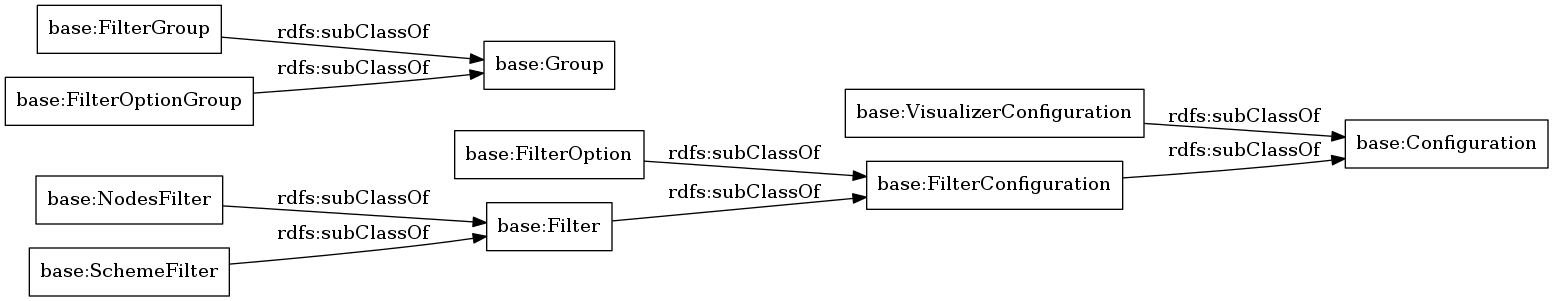 base:FilterGroup
rdfs:subClassOf
base:Group
rdfs:subClassOf
base:FilterOptionGroup
base:VisualizerConfiguration
rdfs:subClassOf
base:Configuration
rdfs:subClassOf
base:FilterOption
rdfs:subClassOf
base:FilterConfiguration
rdfs:subClassOf
base:NodesFilter
rdfs:subClassOf
base:Filter
rdfs:subClassOf
base:SchemeFilter